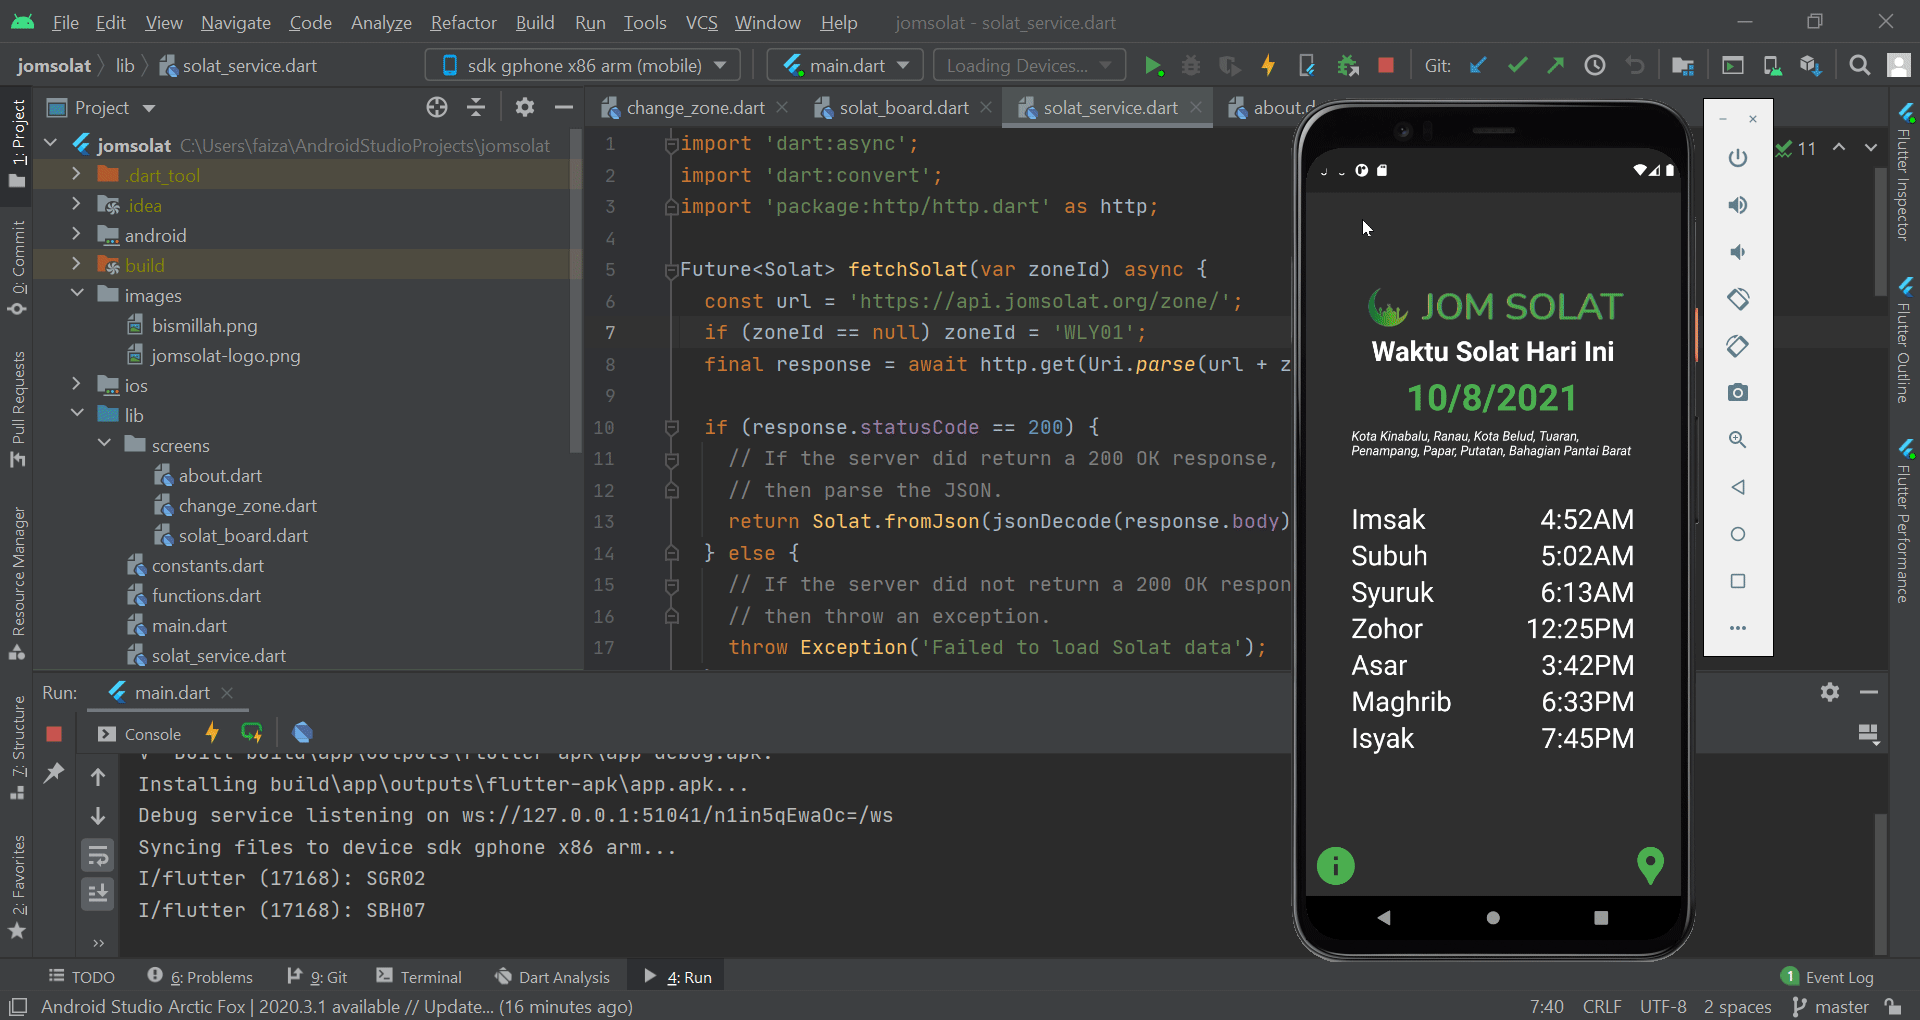 File Edit View Navigate Code Analyze Refactor Build Run Tools VCS Window Help jomsolat - solat_service.dart
jomsolat lib solat_service.dart sdk gphone x86 arm (mobile) main.dart Loading Devices... Git:
Project
change_zone.dart solat_board.dart solat_service.dart about.d
jomsolat C:\Users\faiza\AndroidStudioProjects\jomsolat
.dart_tool
.idea
android
build
images
bismillah.png
jomsolat-logo.png
ios
lib
screens
about.dart
change_zone.dart
solat_board.dart
constants.dart
functions.dart
main.dart
solat_service.dart
1: Project
0: Commit
Pull Requests
Resource Manager
7: Structure
2: Favorites
1 import 'dart:async';
2 import 'dart:convert';
3 import 'package:http/http.dart' as http;
4
5 Future<Solat> fetchSolat(var zoneId) async {
6 const url = 'https://api.jomsolat.org/zone/';
7 if (zoneId == null) zoneId = 'WLY01';
8 final response = await http.get(Uri.parse(url + z
9
10 if (response.statusCode == 200) {
11 // If the server did return a 200 OK response,
12 // then parse the JSON.
13 return Solat.fromJson(jsonDecode(response.body)
14 } else {
15 // If the server did not return a 200 OK respon
16 // then throw an exception.
17 throw Exception('Failed to load Solat data');
11
JOM SOLAT
Waktu Solat Hari Ini
10/8/2021
Kota Kinabalu, Ranau, Kota Belud, Tuaran,
Penampang, Papar, Putatan, Bahagian Pantai Barat
Imsak 4:52AM
Subuh 5:02AM
Syuruk 6:13AM
Zohor 12:25PM
Asar 3:42PM
Maghrib 6:33PM
Isyak 7:45PM
Flutter Inspector
Flutter Outline
Flutter Performance
Run: main.dart
Console
√ Built build\app\outputs\flutter-apk\app-debug.apk.
Installing build\app\outputs\flutter-apk\app.apk...
Debug service listening on ws://127.0.0.1:51041/n1in5qEwaOc=/ws
Syncing files to device sdk gphone x86 arm...
I/flutter (17168): SGR02
I/flutter (17168): SBH07
TODO 6: Problems 9: Git Terminal Dart Analysis 4: Run 1 Event Log
Android Studio Arctic Fox | 2020.3.1 available // Update... (16 minutes ago) 7:40 CRLF UTF-8 2 spaces master